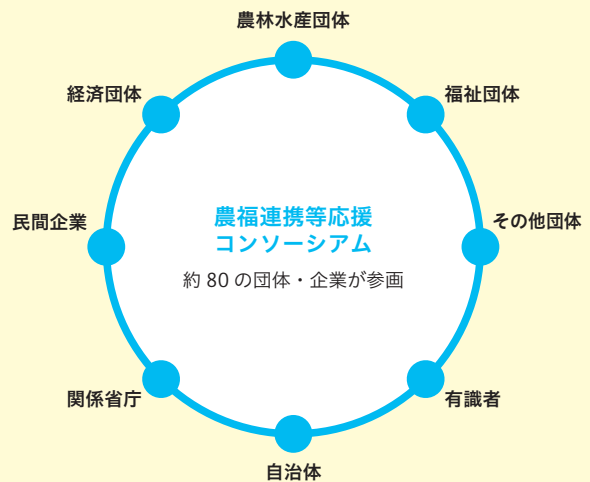 農林水産団体
経済団体
福祉団体
民間企業
農福連携等応援
コンソーシアム
約 80 の団体・企業が参画
その他団体
関係省庁
有識者
自治体